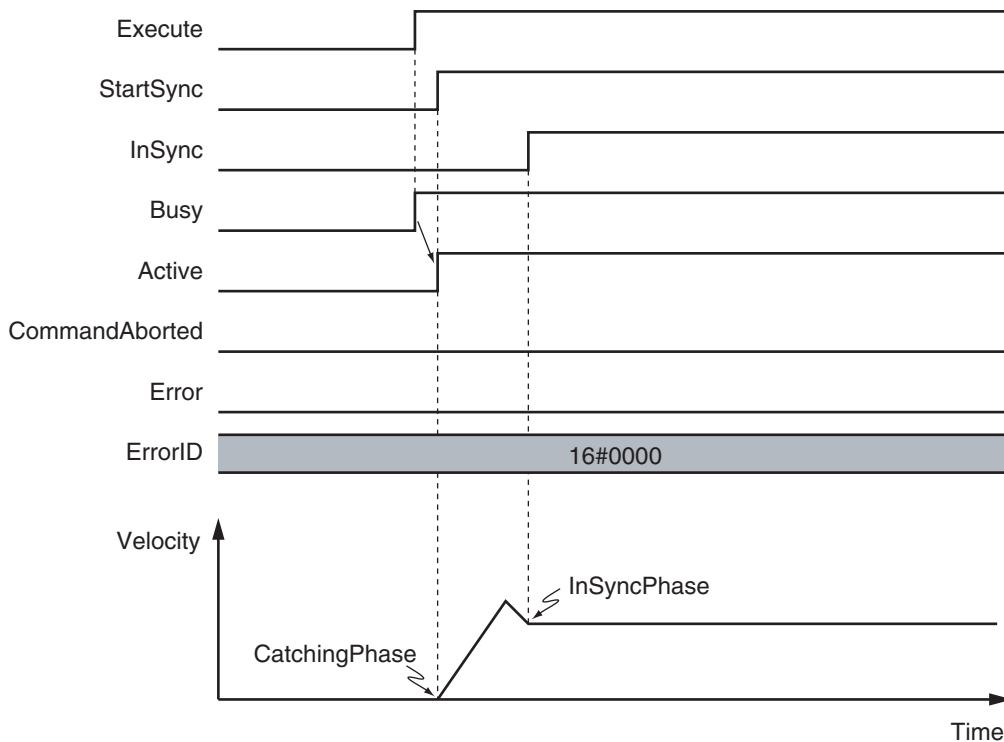 Execute
StartSync
InSync
Busy
Active
CommandAborted
Error
ErrorID
16#0000
Velocity
InSyncPhase
CatchingPhase
Time